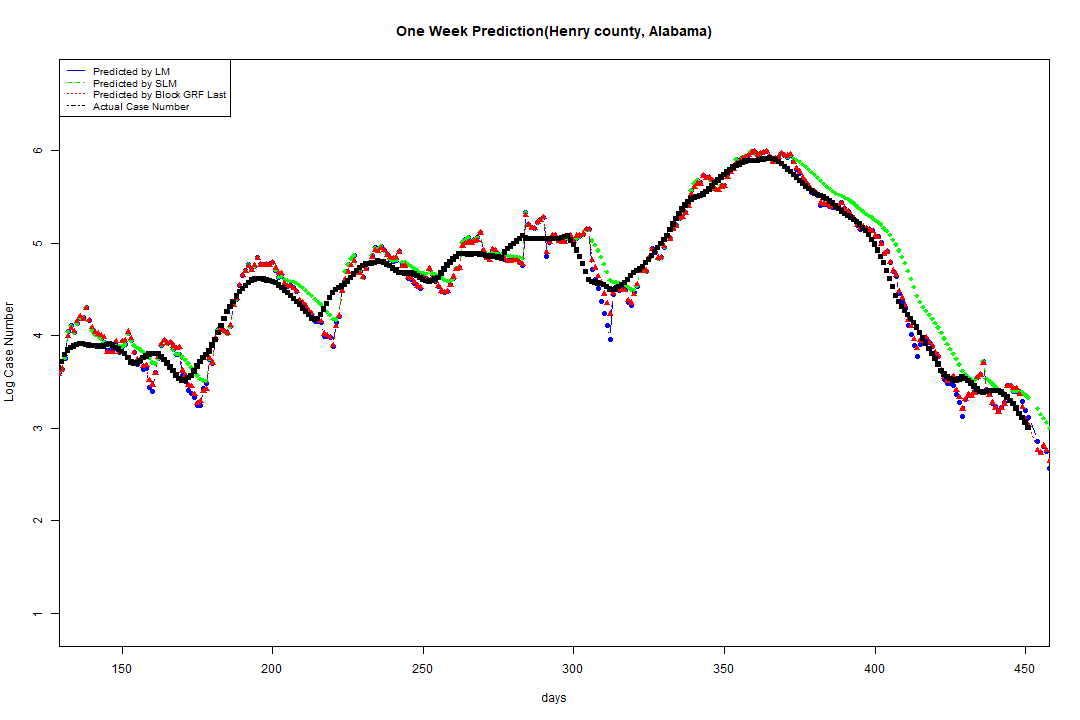 One Week Prediction(Henry county, Alabama)
Predicted by LM
Predicted by SLM
Predicted by Block GRF Last
Actual Case Number
Log Case Number
6
5
4
3
2
1
150 200 250 300 350 400 450
days